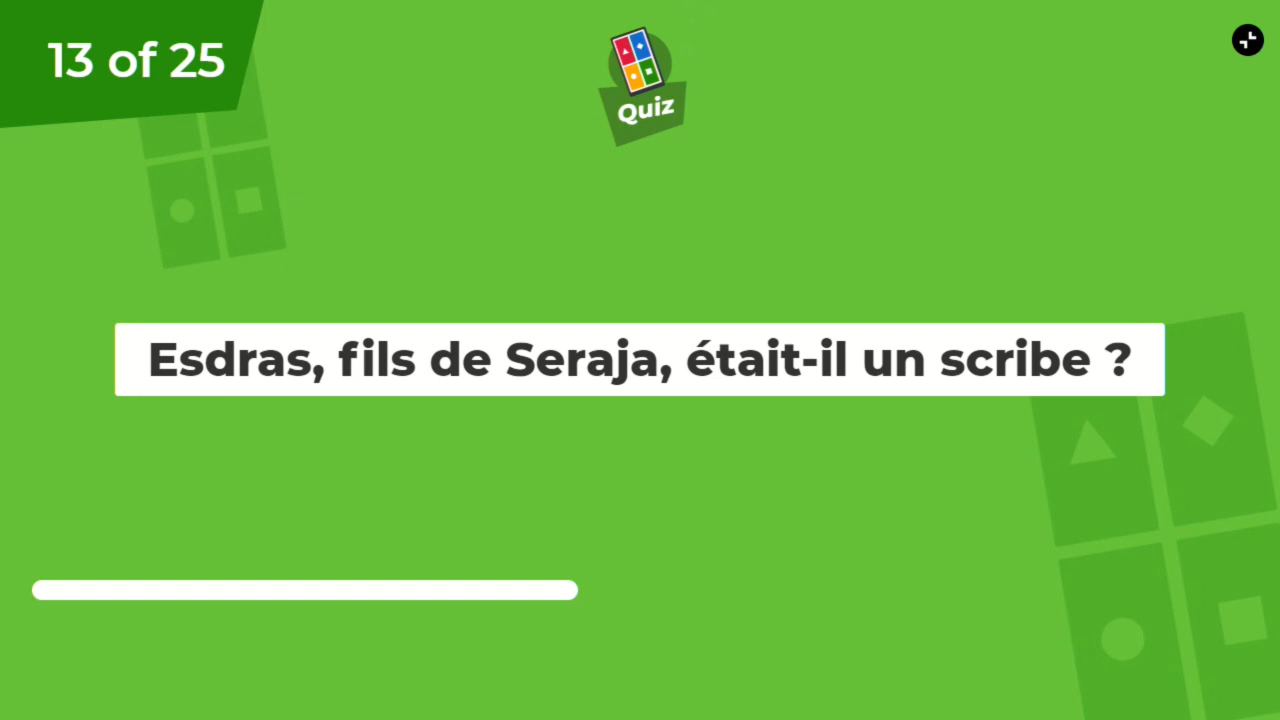 13 of 25
Quiz
Esdras, fils de Seraja, était-il un scribe ?